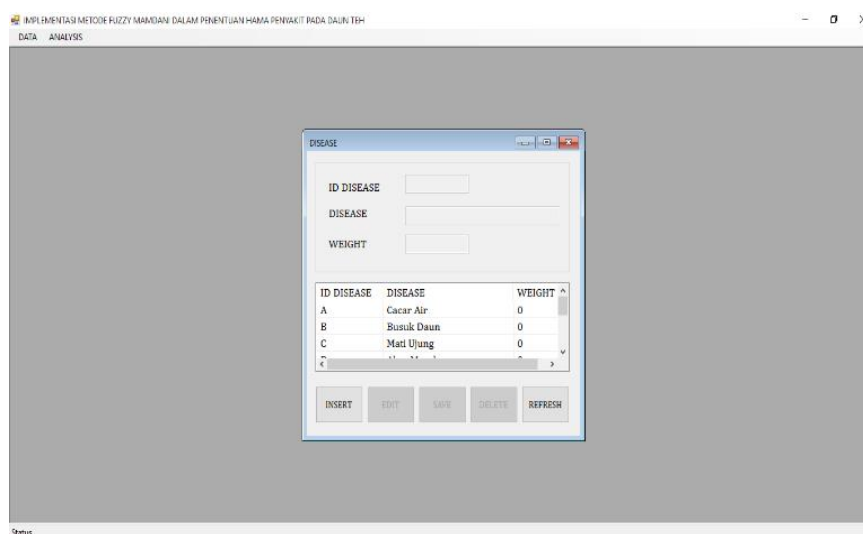 IMPLEMENTASI METODE FUZZY MAMDANI DALAM PENENTUAN HAMA PENYAKIT PADA DAUN TEH
DATA ANALYSIS
DISEASE
ID DISEASE
DISEASE
WEIGHT
ID DISEASE DISEASE WEIGHT
A Cacar Air 0
B Busuk Daun 0
C Mati Ujung 0
INSERT EDIT SAVE DELETE REFRESH
Status